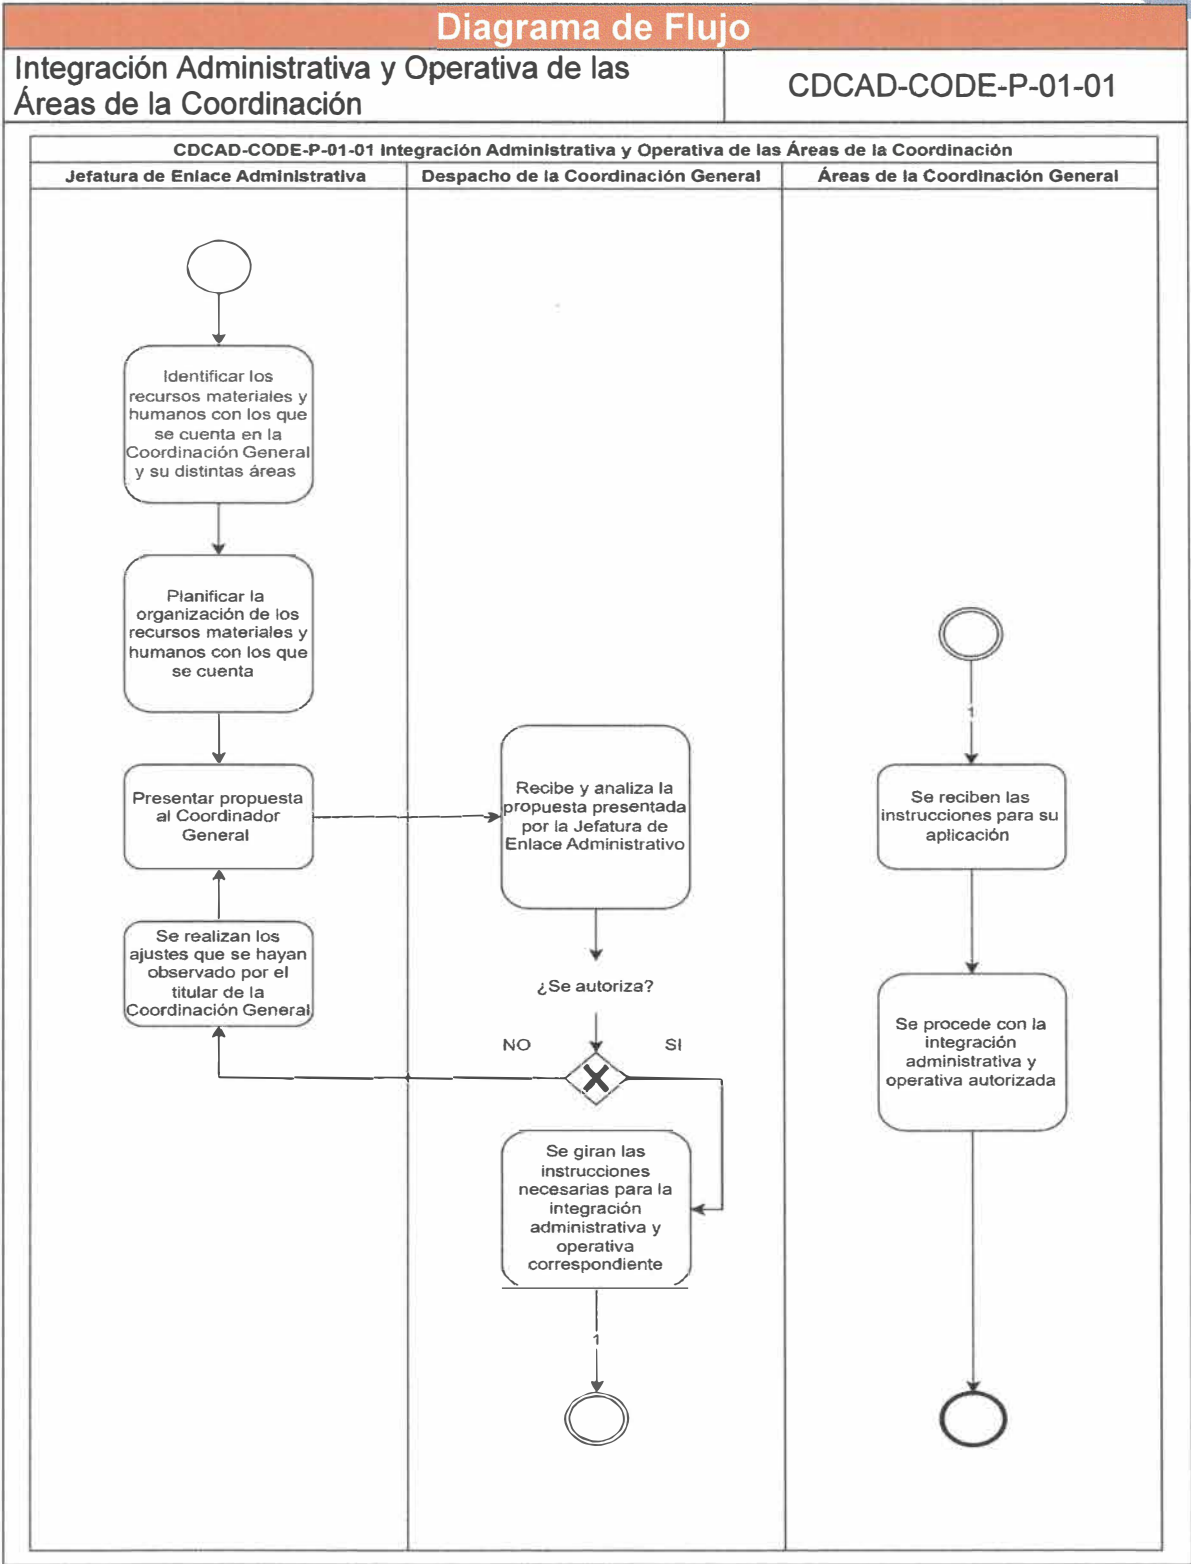 Diagrama de Flujo
Integración Administrativa y Operativa de las
Áreas de la Coordinación
CDCAD-CODE-P-01-01
CDCAD-CODE-P-01-01 Integración Administrativa y Operativa de las Áreas de la Coordinación
Jefatura de Enlace Administrativa
Despacho de la Coordinación General
Áreas de la Coordinación General
Identificar los
recursos materiales y
humanos con los que
se cuenta en la
Coordinación General
y su distintas áreas
Planificar la
organización de los
recursos materiales y
humanos con los que
se cuenta
Presentar propuesta
al Coordinador
General
Se realizan los
ajustes que se hayan
observado por el
titular de la
Coordinación General
Recibe y analiza la
propuesta presentada
por la Jefatura de
Enlace Administrativo
¿Se autoriza?
NO
SI
Se giran las
instrucciones
necesarias para la
integración
administrativa y
operativa
correspondiente
1
1
Se reciben las
instrucciones para su
aplicación
Se procede con la
integración
administrativa y
operativa autorizada